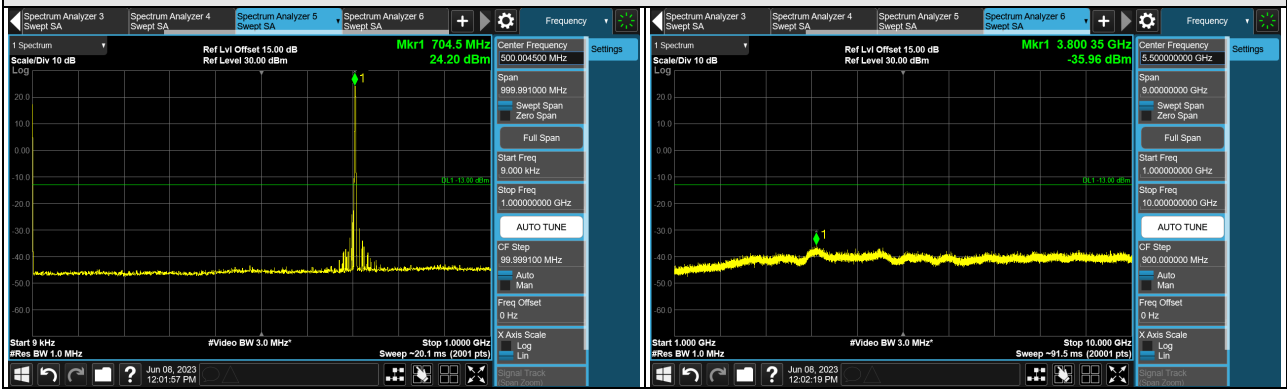 Spectrum Analyzer 3
Swept SA
Spectrum Analyzer 4
Swept SA
Spectrum Analyzer 5
Swept SA
Spectrum Analyzer 6
Swept SA
+
Frequency
1 Spectrum
Scale/Div 10 dB
Log
Ref Lvl Offset 15.00 dB
Ref Level 30.00 dBm
Mkr1 704.5 MHz
24.20 dBm
1
20.0
10.0
0.00
-10.0
-20.0
-30.0
-40.0
-50.0
-60.0
DL1 -13.00 dBm
Start 9 kHz
#Res BW 1.0 MHz
#Video BW 3.0 MHz*
Stop 1.0000 GHz
Sweep ~20.1 ms (2001 pts)
Center Frequency
500.004500 MHz
Span
999.991000 MHz
Swept Span
Zero Span
Full Span
Start Freq
9.000 kHz
Stop Freq
1.000000000 GHz
AUTO TUNE
CF Step
99.999100 MHz
Auto
Man
Freq Offset
0 Hz
X Axis Scale
Log
Lin
Signal Track
(Span Zoom)
Settings
?
Jun 08, 2023
12:01:57 PM
Spectrum Analyzer 3
Swept SA
Spectrum Analyzer 4
Swept SA
Spectrum Analyzer 5
Swept SA
Spectrum Analyzer 6
Swept SA
+
Frequency
1 Spectrum
Scale/Div 10 dB
Log
Ref Lvl Offset 15.00 dB
Ref Level 30.00 dBm
Mkr1 3.800 35 GHz
-35.96 dBm
1
20.0
10.0
0.00
-10.0
-20.0
-30.0
-40.0
-50.0
-60.0
DL1 -13.00 dBm
Start 1.000 GHz
#Res BW 1.0 MHz
#Video BW 3.0 MHz*
Stop 10.000 GHz
Sweep ~91.5 ms (2001 pts)
Center Frequency
5.500000000 GHz
Span
9.00000000 GHz
Swept Span
Zero Span
Full Span
Start Freq
1.000000000 GHz
Stop Freq
10.000000000 GHz
AUTO TUNE
CF Step
900.000000 MHz
Auto
Man
Freq Offset
0 Hz
X Axis Scale
Log
Lin
Signal Track
(Span Zoom)
Settings
?
Jun 08, 2023
12:02:19 PM